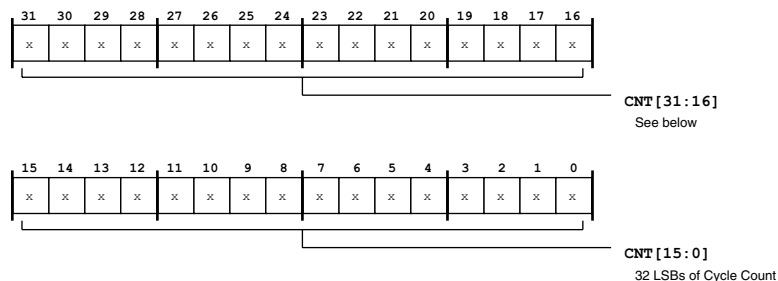 31 30 29 28 27 26 25 24 23 22 21 20 19 18 17 16
x x x x x x x x x x x x x x x x
CNT[31:16]
See below
15 14 13 12 11 10 9 8 7 6 5 4 3 2 1 0
x x x x x x x x x x x x x x x x
CNT[15:0]
32 LSBs of Cycle Count